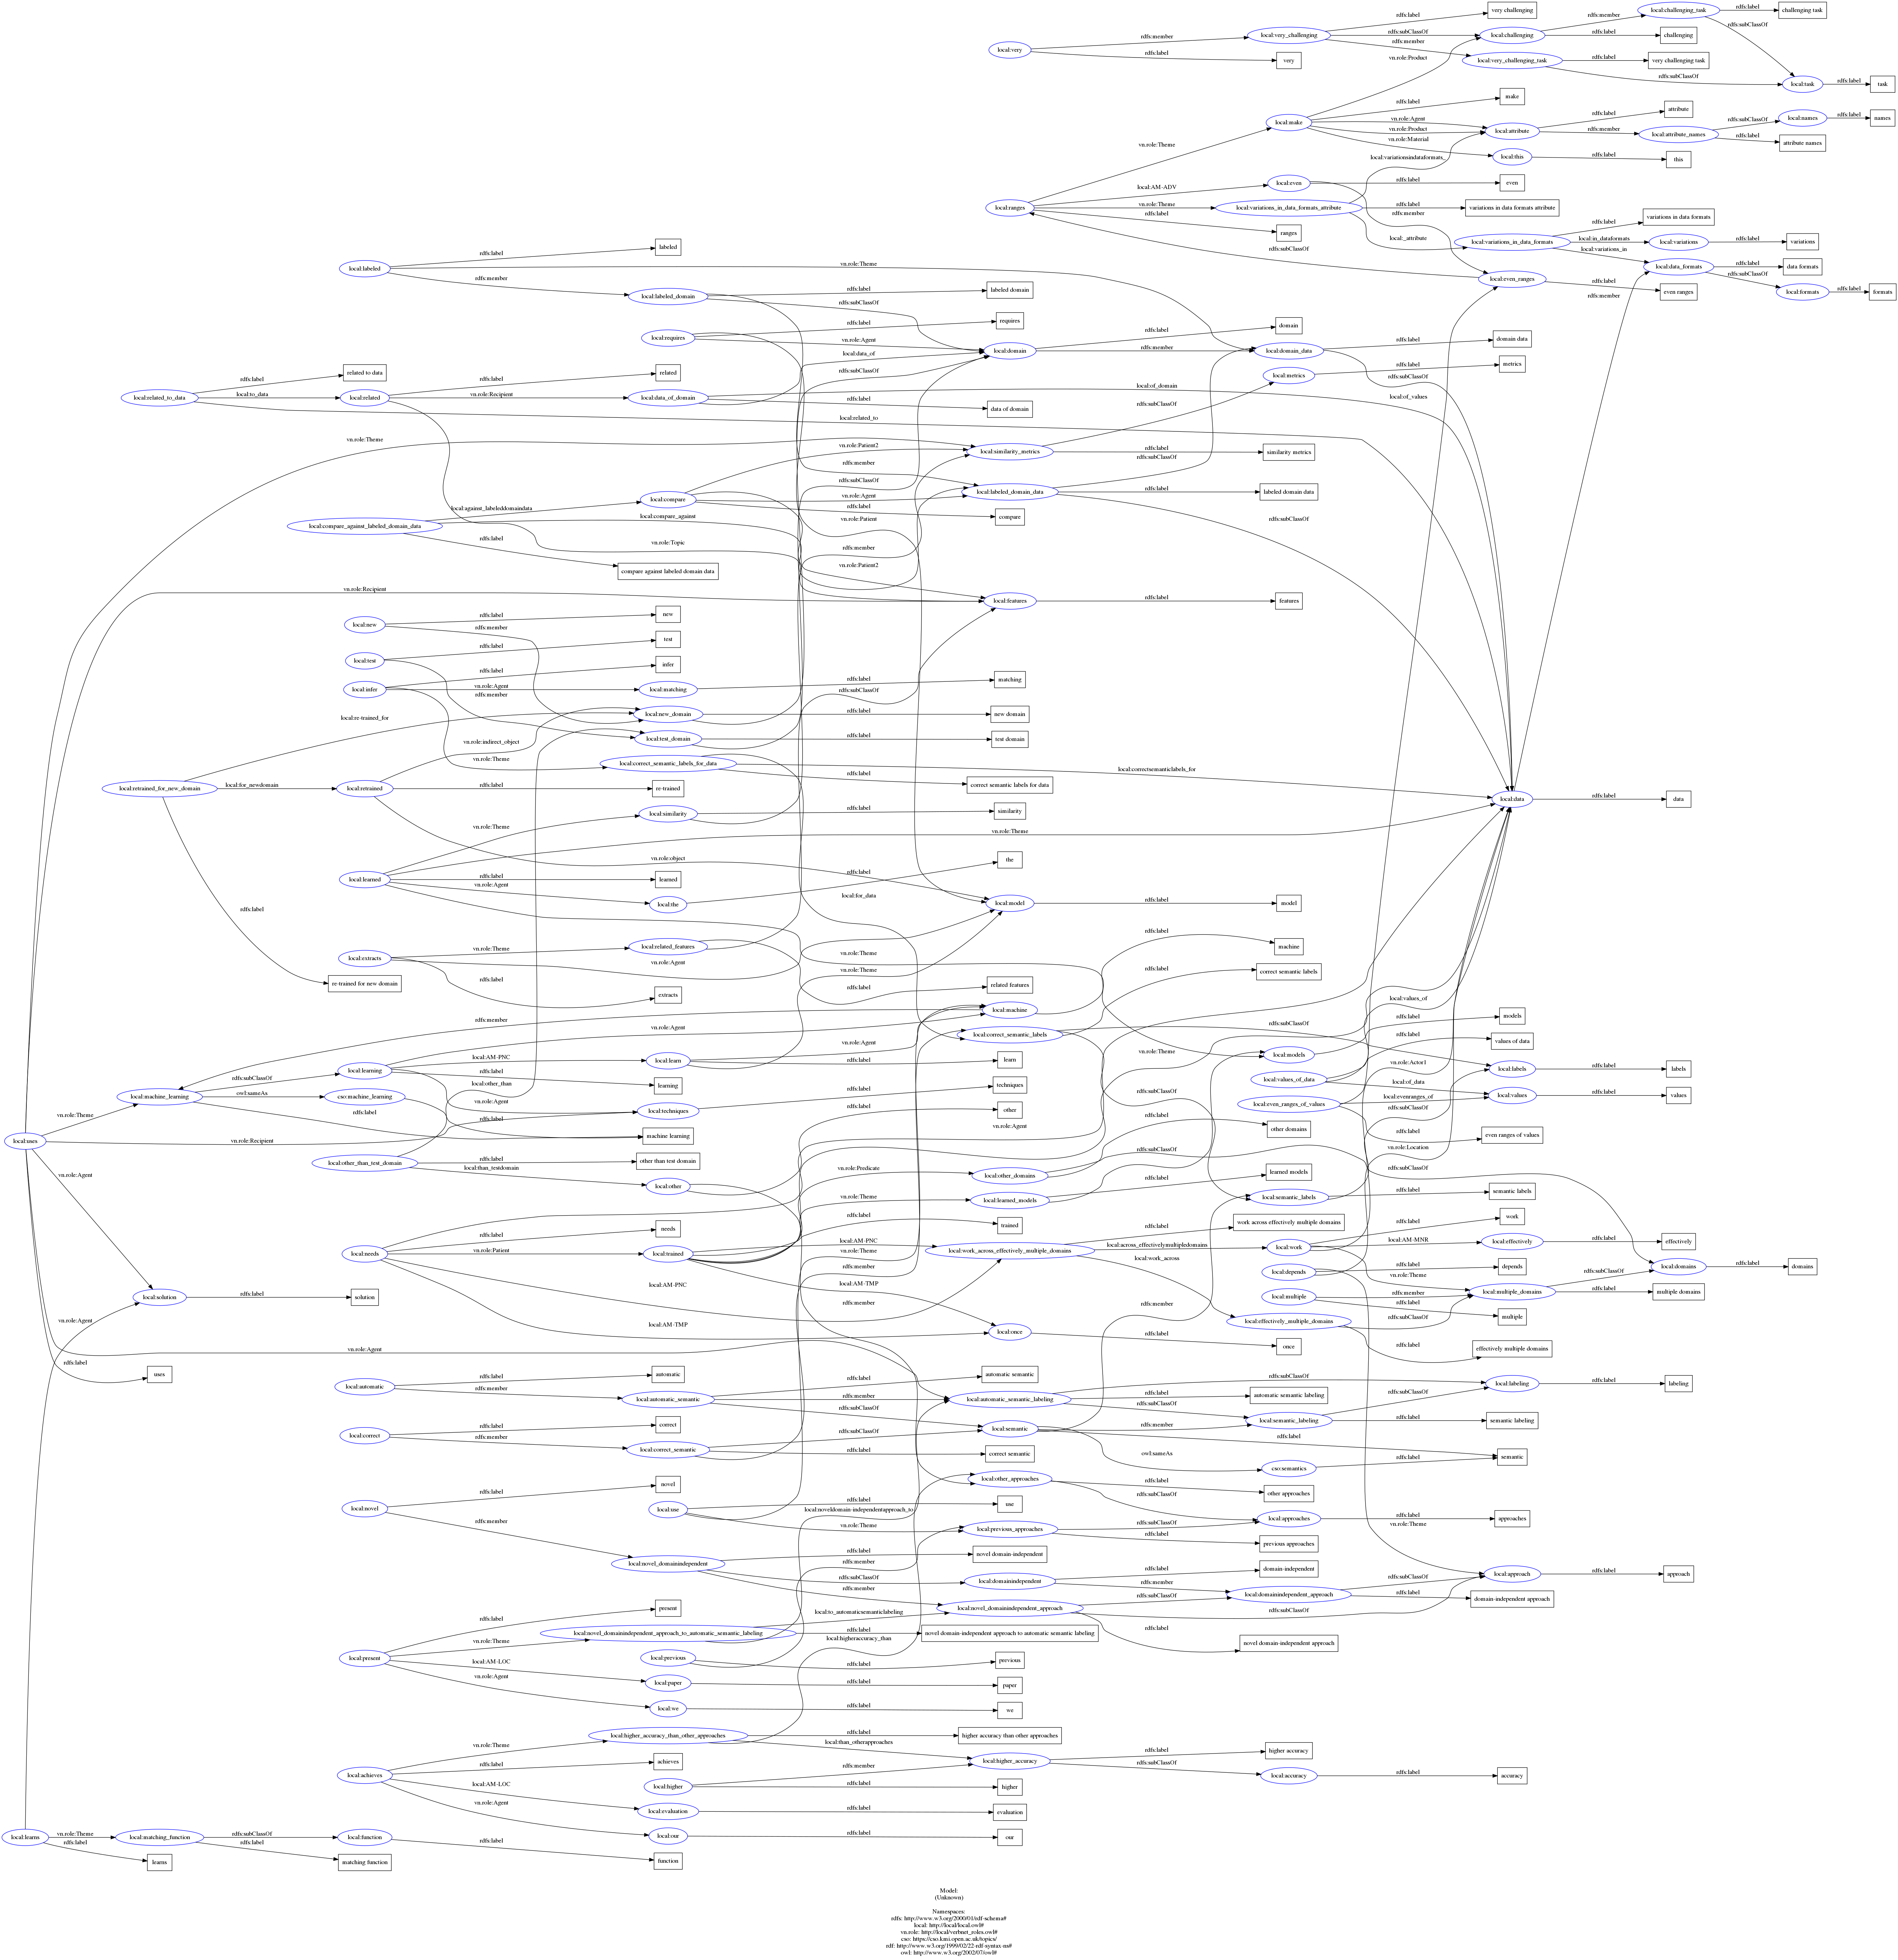 local:very
rdfs:member
local:very_challenging
rdfs:label
very challenging
rdfs:label
very
rdfs:subClassOf
local:challenging
rdfs:member
local:challenging_task
rdfs:label
challenging task
rdfs:label
challenging
rdfs:member
local:very_challenging_task
rdfs:label
very challenging task
rdfs:subClassOf
rdfs:subClassOf
local:task
rdfs:label
task
vn.role:Product
local:make
rdfs:label
make
vn.role:Agent
vn.role:Product
vn.role:Material
local:attribute
rdfs:label
attribute
rdfs:member
local:attribute_names
rdfs:subClassOf
local:names
rdfs:label
names
rdfs:label
attribute names
local:this
rdfs:label
this
vn.role:Theme
local:variationsindataformats_
local:ranges
local:AM-ADV
local:even
rdfs:label
even
rdfs:member
vn.role:Theme
local:variations_in_data_formats_attribute
rdfs:label
variations in data formats attribute
rdfs:label
ranges
rdfs:subClassOf
local:_attribute
local:variations_in_data_formats
rdfs:label
variations in data formats
local:in_dataformats
local:variations
rdfs:label
variations
local:variations_in
local:data_formats
rdfs:label
data formats
rdfs:subClassOf
local:formats
rdfs:label
formats
rdfs:member
local:even_ranges
rdfs:label
even ranges
local:labeled
rdfs:label
labeled
vn.role:Theme
rdfs:member
local:labeled_domain
rdfs:label
labeled domain
rdfs:subClassOf
local:requires
rdfs:label
requires
vn.role:Agent
local:domain
rdfs:label
domain
rdfs:member
local:domain_data
rdfs:label
domain data
rdfs:subClassOf
local:metrics
rdfs:label
metrics
local:data_of
rdfs:subClassOf
local:related_to_data
rdfs:label
related to data
local:to_data
local:related
rdfs:label
related
vn.role:Recipient
local:data_of_domain
local:of_domain
rdfs:label
data of domain
local:of_values
local:related_to
rdfs:subClassOf
vn.role:Theme
vn.role:Patient2
local:similarity_metrics
rdfs:label
similarity metrics
rdfs:subClassOf
rdfs:member
rdfs:subClassOf
local:compare
vn.role:Agent
local:labeled_domain_data
rdfs:label
labeled domain data
rdfs:label
compare
vn.role:Patient
rdfs:subClassOf
local:compare_against_labeled_domain_data
local:against_labeleddomaindata
local:compare_against
rdfs:label
compare against labeled domain data
vn.role:Topic
rdfs:member
vn.role:Patient2
vn.role:Recipient
local:features
rdfs:label
features
local:new
rdfs:label
new
rdfs:member
local:test
rdfs:label
test
rdfs:member
local:infer
rdfs:label
infer
vn.role:Agent
local:matching
rdfs:label
matching
rdfs:subClassOf
local:new_domain
rdfs:label
new domain
local:re-trained_for
vn.role:indirect_object
local:test_domain
rdfs:label
test domain
vn.role:Theme
local:correct_semantic_labels_for_data
local:correctsemanticlabels_for
rdfs:label
correct semantic labels for data
local:retrained_for_new_domain
local:for_newdomain
local:retrained
rdfs:label
re-trained
local:data
rdfs:label
data
vn.role:Theme
local:similarity
rdfs:label
similarity
vn.role:Theme
vn.role:object
local:learned
rdfs:label
learned
vn.role:Agent
local:the
rdfs:label
the
local:for_data
local:model
rdfs:label
model
rdfs:label
re-trained for new domain
local:extracts
vn.role:Theme
local:related_features
vn.role:Agent
rdfs:label
extracts
rdfs:label
related features
vn.role:Theme
vn.role:Theme
rdfs:label
machine
rdfs:label
correct semantic labels
local:machine
rdfs:member
vn.role:Agent
local:correct_semantic_labels
rdfs:subClassOf
local:values_of
local:learning
local:AM-PNC
local:learn
vn.role:Agent
rdfs:label
learn
rdfs:label
learning
vn.role:Theme
local:models
rdfs:label
models
rdfs:label
values of data
local:labels
rdfs:label
labels
local:machine_learning
rdfs:subClassOf
owl:sameAs
cso:machine_learning
rdfs:label
rdfs:label
machine learning
local:other_than
vn.role:Agent
local:techniques
rdfs:label
techniques
rdfs:subClassOf
local:values_of_data
vn.role:Actor1
local:of_data
local:values
rdfs:label
values
local:even_ranges_of_values
local:evenranges_of
rdfs:subClassOf
rdfs:label
even ranges of values
vn.role:Theme
local:uses
vn.role:Recipient
rdfs:label
other
vn.role:Agent
other domains
rdfs:label
local:other_than_test_domain
rdfs:label
other than test domain
local:than_testdomain
local:other
vn.role:Predicate
local:other_domains
rdfs:subClassOf
vn.role:Location
rdfs:subClassOf
vn.role:Agent
vn.role:Theme
local:learned_models
rdfs:label
learned models
local:semantic_labels
rdfs:label
semantic labels
local:needs
rdfs:label
needs
vn.role:Patient
local:trained
rdfs:label
trained
local:AM-PNC
vn.role:Theme
rdfs:member
local:work_across_effectively_multiple_domains
rdfs:label
work across effectively multiple domains
local:across_effectivelymultipledomains
local:work
rdfs:label
work
local:AM-MNR
local:effectively
rdfs:label
effectively
local:work_across
local:depends
rdfs:label
depends
vn.role:Theme
local:domains
rdfs:label
domains
local:multiple
rdfs:member
local:multiple_domains
rdfs:subClassOf
rdfs:label
multiple domains
rdfs:label
multiple
local:AM-PNC
local:AM-TMP
rdfs:member
local:solution
rdfs:label
solution
local:AM-TMP
local:once
rdfs:label
once
rdfs:member
local:effectively_multiple_domains
rdfs:subClassOf
rdfs:label
effectively multiple domains
vn.role:Agent
vn.role:Agent
rdfs:label
uses
local:automatic
rdfs:label
automatic
rdfs:member
local:automatic_semantic
rdfs:label
automatic semantic
rdfs:member
local:automatic_semantic_labeling
rdfs:subClassOf
rdfs:label
automatic semantic labeling
rdfs:subClassOf
rdfs:subClassOf
local:labeling
rdfs:label
labeling
rdfs:subClassOf
local:semantic_labeling
rdfs:label
semantic labeling
local:correct
rdfs:label
correct
rdfs:member
local:correct_semantic
rdfs:subClassOf
local:semantic
rdfs:member
rdfs:label
semantic
rdfs:label
correct semantic
owl:sameAs
cso:semantics
rdfs:label
local:other_approaches
rdfs:label
other approaches
rdfs:subClassOf
local:novel
rdfs:label
novel
rdfs:member
local:use
rdfs:label
use
local:noveldomain-independentapproach_to
vn.role:Theme
local:previous_approaches
rdfs:subClassOf
local:approaches
rdfs:label
approaches
vn.role:Theme
rdfs:label
previous approaches
local:novel_domainindependent
rdfs:label
novel domain-independent
rdfs:member
rdfs:subClassOf
local:domainindependent
rdfs:label
domain-independent
rdfs:member
local:domainindependent_approach
rdfs:subClassOf
local:approach
rdfs:label
approach
rdfs:label
domain-independent approach
rdfs:member
local:novel_domainindependent_approach
rdfs:subClassOf
rdfs:subClassOf
rdfs:label
novel domain-independent approach
local:present
rdfs:label
present
vn.role:Theme
local:novel_domainindependent_approach_to_automatic_semantic_labeling
local:to_automaticsemanticlabeling
rdfs:label
novel domain-independent approach to automatic semantic labeling
local:higheraccuracy_than
local:AM-LOC
local:previous
rdfs:label
previous
local:paper
rdfs:label
paper
vn.role:Agent
local:we
rdfs:label
we
local:achieves
vn.role:Theme
local:higher_accuracy_than_other_approaches
rdfs:label
higher accuracy than other approaches
local:than_otherapproaches
rdfs:label
achieves
rdfs:member
local:higher_accuracy
rdfs:label
higher accuracy
rdfs:subClassOf
local:accuracy
rdfs:label
accuracy
local:AM-LOC
local:higher
rdfs:label
higher
local:evaluation
rdfs:label
evaluation
vn.role:Agent
local:our
rdfs:label
our
local:learns
vn.role:Theme
local:matching_function
rdfs:subClassOf
local:function
rdfs:label
function
rdfs:label
learns
rdfs:label
matching function
Model:
(Unknown)
Namespaces:
rdfs: http://www.w3.org/2000/01/rdf-schema#
local: http://local/local.owl#
vn.role: http://local/verbnet_roles.owl#
cso: https://cso.kmi.open.ac.uk/topics/
rdf: http://www.w3.org/1999/02/22-rdf-syntax-ns#
owl: http://www.w3.org/2002/07/owl#